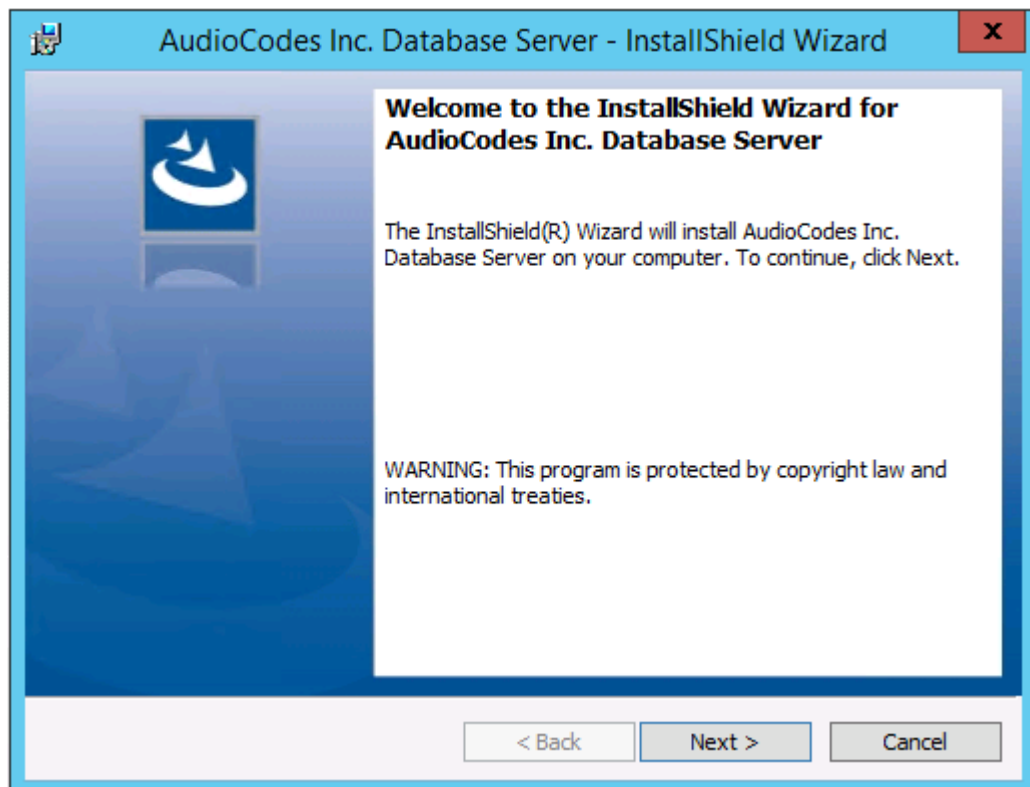 AudioCodes Inc. Database Server - InstallShield Wizard
x
Welcome to the InstallShield Wizard for
AudioCodes Inc. Database Server
The InstallShield(R) Wizard will install AudioCodes Inc.
Database Server on your computer. To continue, click Next.
WARNING: This program is protected by copyright law and
international treaties.
< Back Next > Cancel